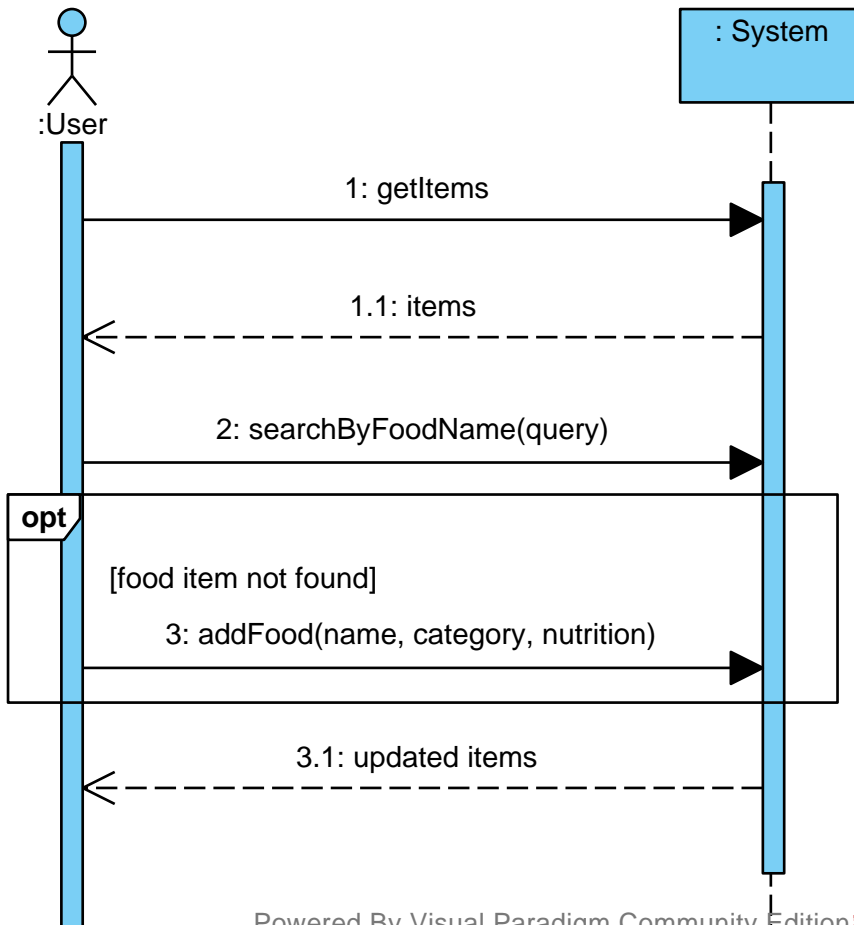 : System
:User
1: getItems
1.1: items
2: searchByFoodName(query)
opt
[food item not found]
3: addFood(name, category, nutrition)
3.1: updated items
Powered By Visual Paradigm Community Edition